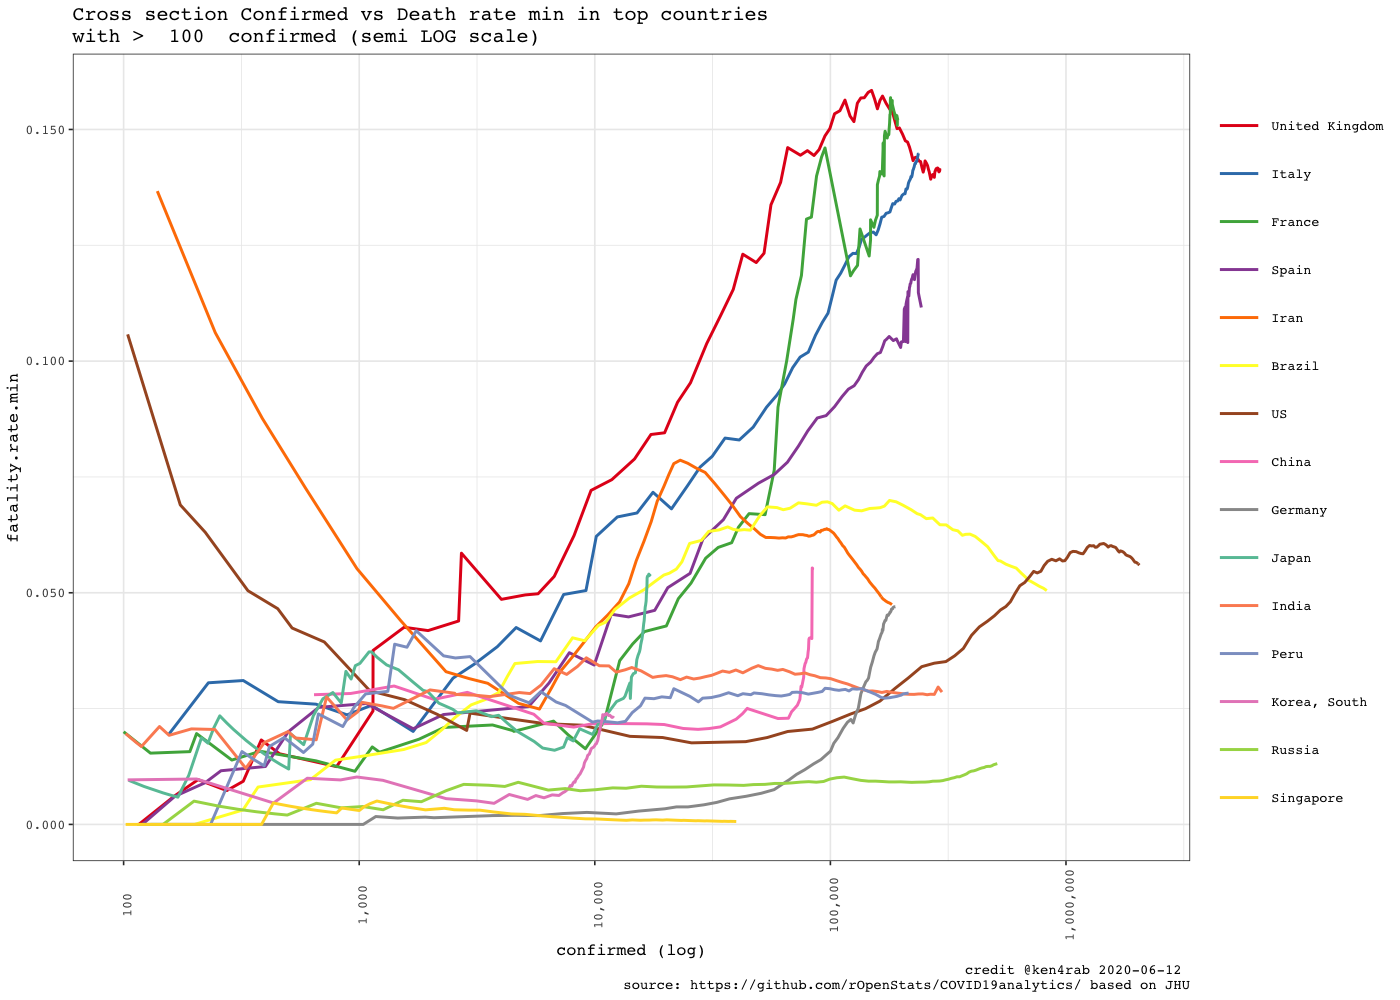 Cross section Confirmed vs Death rate min in top countries
with >  100  confirmed (semi LOG scale)
fatality.rate.min
0.150
0.100
0.050
0.000
100
1,000
10,000
100,000
1,000,000
confirmed (log)
United Kingdom
Italy
France
Spain
Iran
Brazil
US
China
Germany
Japan
India
Peru
Korea, South
Russia
Singapore
credit @ken4rab 2020-06-12
source: https://github.com/rOpenStats/COVID19analytics/ based on JHU